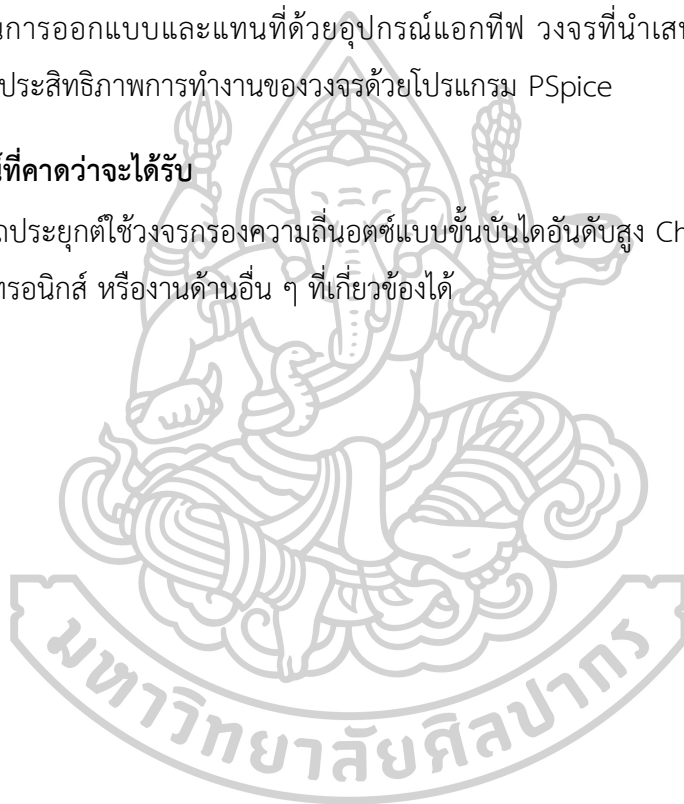 นการออกแบบและแทนที่ด้วยอุปกรณ์แอกทีฟ วงจรที่นำเส
ประสิทธิภาพการทำงานของวงจรด้วยโปรแกรม PSpice
ที่คาดว่าจะได้รับ
ประยุกต์ใช้วงจรกรองความถี่นอตช์แบบขั้นบันไดอันดับสูง Ch
ทรอนิกส์ หรืองานด้านอื่น ๆ ที่เกี่ยวข้องได้
มหาวิทยาลัยศิลปากร